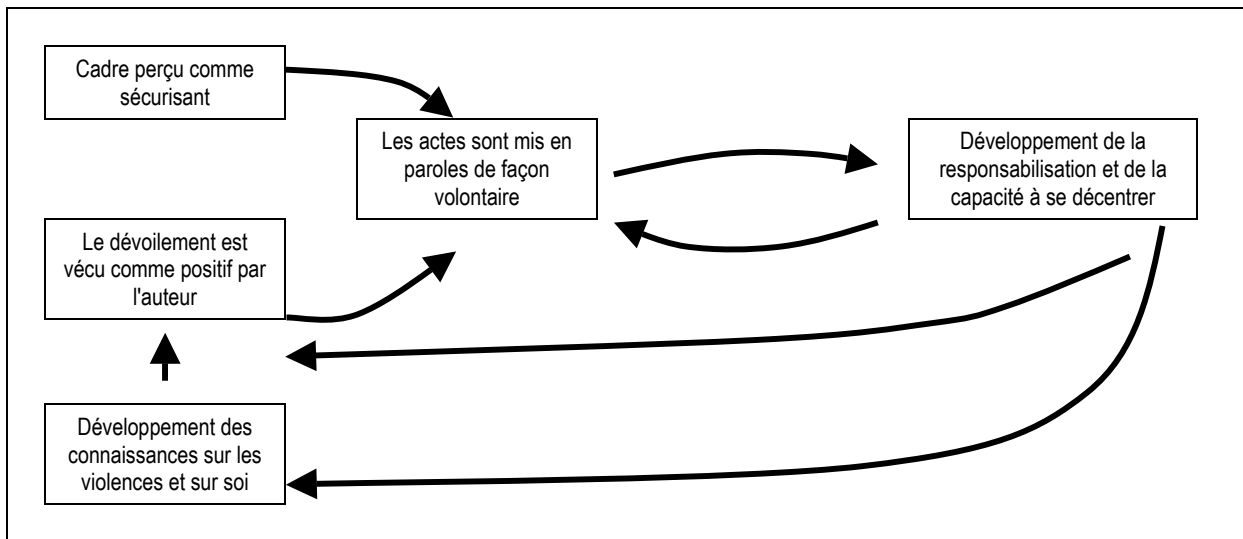 Cadre perçu comme
sécurisant
Les actes sont mis en
paroles de façon
volontaire
Développement de la
responsabilisation et de la
capacité à se décentrer
Le dévoilement est
vécu comme positif par
l'auteur
Développement des
connaissances sur les
violences et sur soi